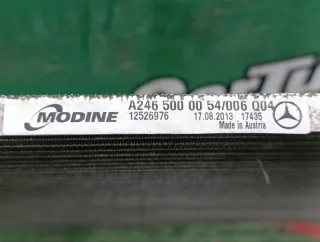 MODINE
A246 500 00 54/006 Q04
12526976 17.08.2013 17435
Made in Austria